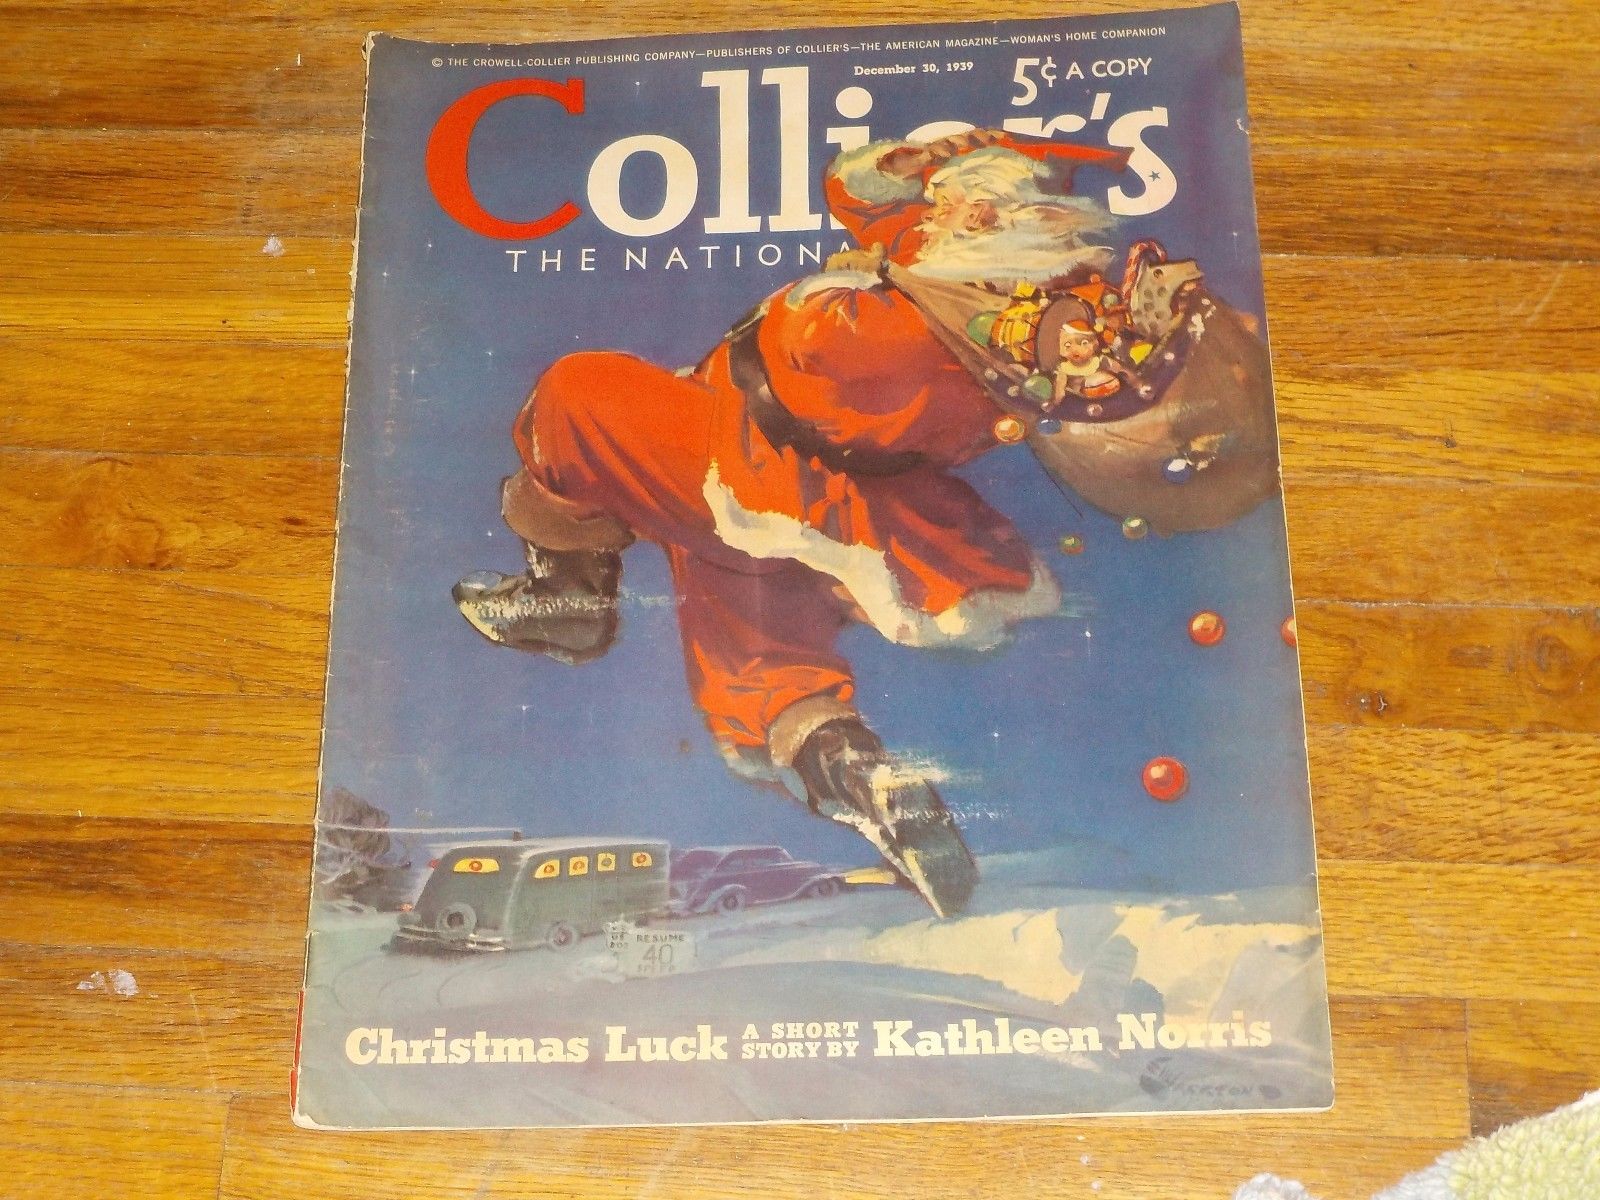 © THE CROWELL-COLLIER PUBLISHING COMPANY—PUBLISHERS OF COLLIER'S—THE AMERICAN MAGAZINE—WOMAN'S HOME COMPANION
December 30, 1939
5¢ A COPY
Collier's
THE NATIONA
RESUME
40
SPEED
Christmas Luck A SHORT STORY BY Kathleen Norris